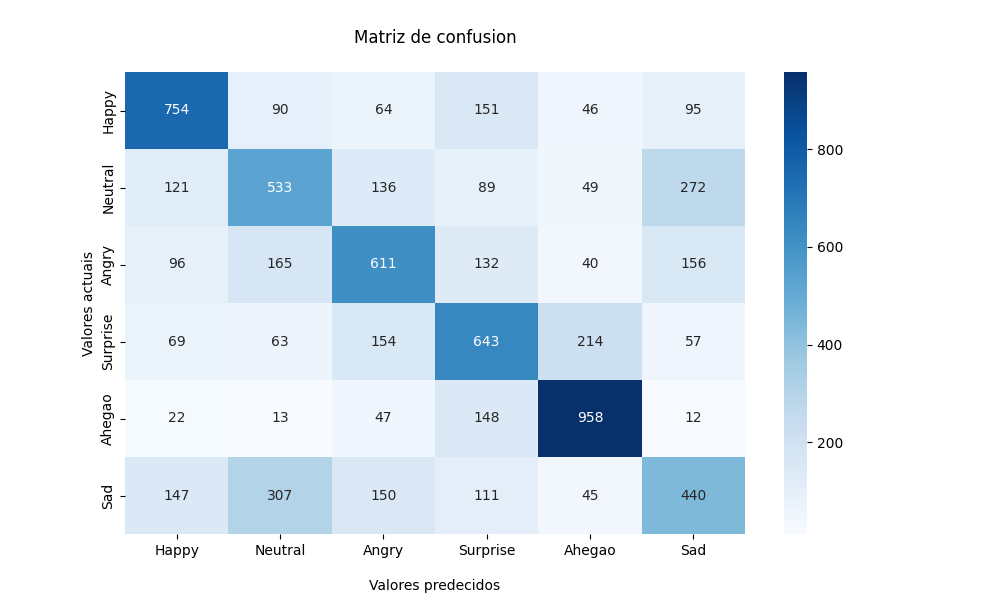 Matriz de confusion
Happy 754 90 64 151 46 95
Neutral 121 533 136 89 49 272
Angry 96 165 611 132 40 156
Surprise 69 63 154 643 214 57
Ahegao 22 13 47 148 958 12
Sad 147 307 150 111 45 440
Happy Neutral Angry Surprise Ahegao Sad
Valores predecidos
Valores actuais
800
600
400
200